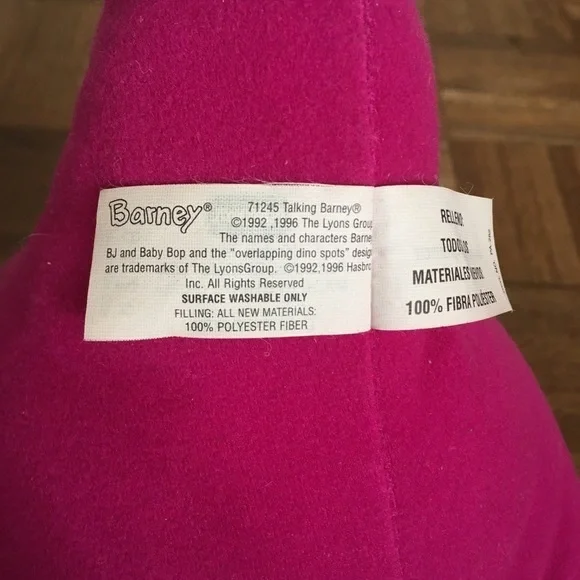 Barney®
71245 Talking Barney®
©1992 ,1996 The Lyons Group
The names and characters Barney
BJ and Baby Bop and the "overlapping dino spots" design
are trademarks of The LyonsGroup. ©1992,1996 Hasbro
Inc. All Rights Reserved
SURFACE WASHABLE ONLY
FILLING: ALL NEW MATERIALS:
100% POLYESTER FIBER
RELLENO:
TODOLOS
MATERIALES
100% FIBRA POLIÉSTER